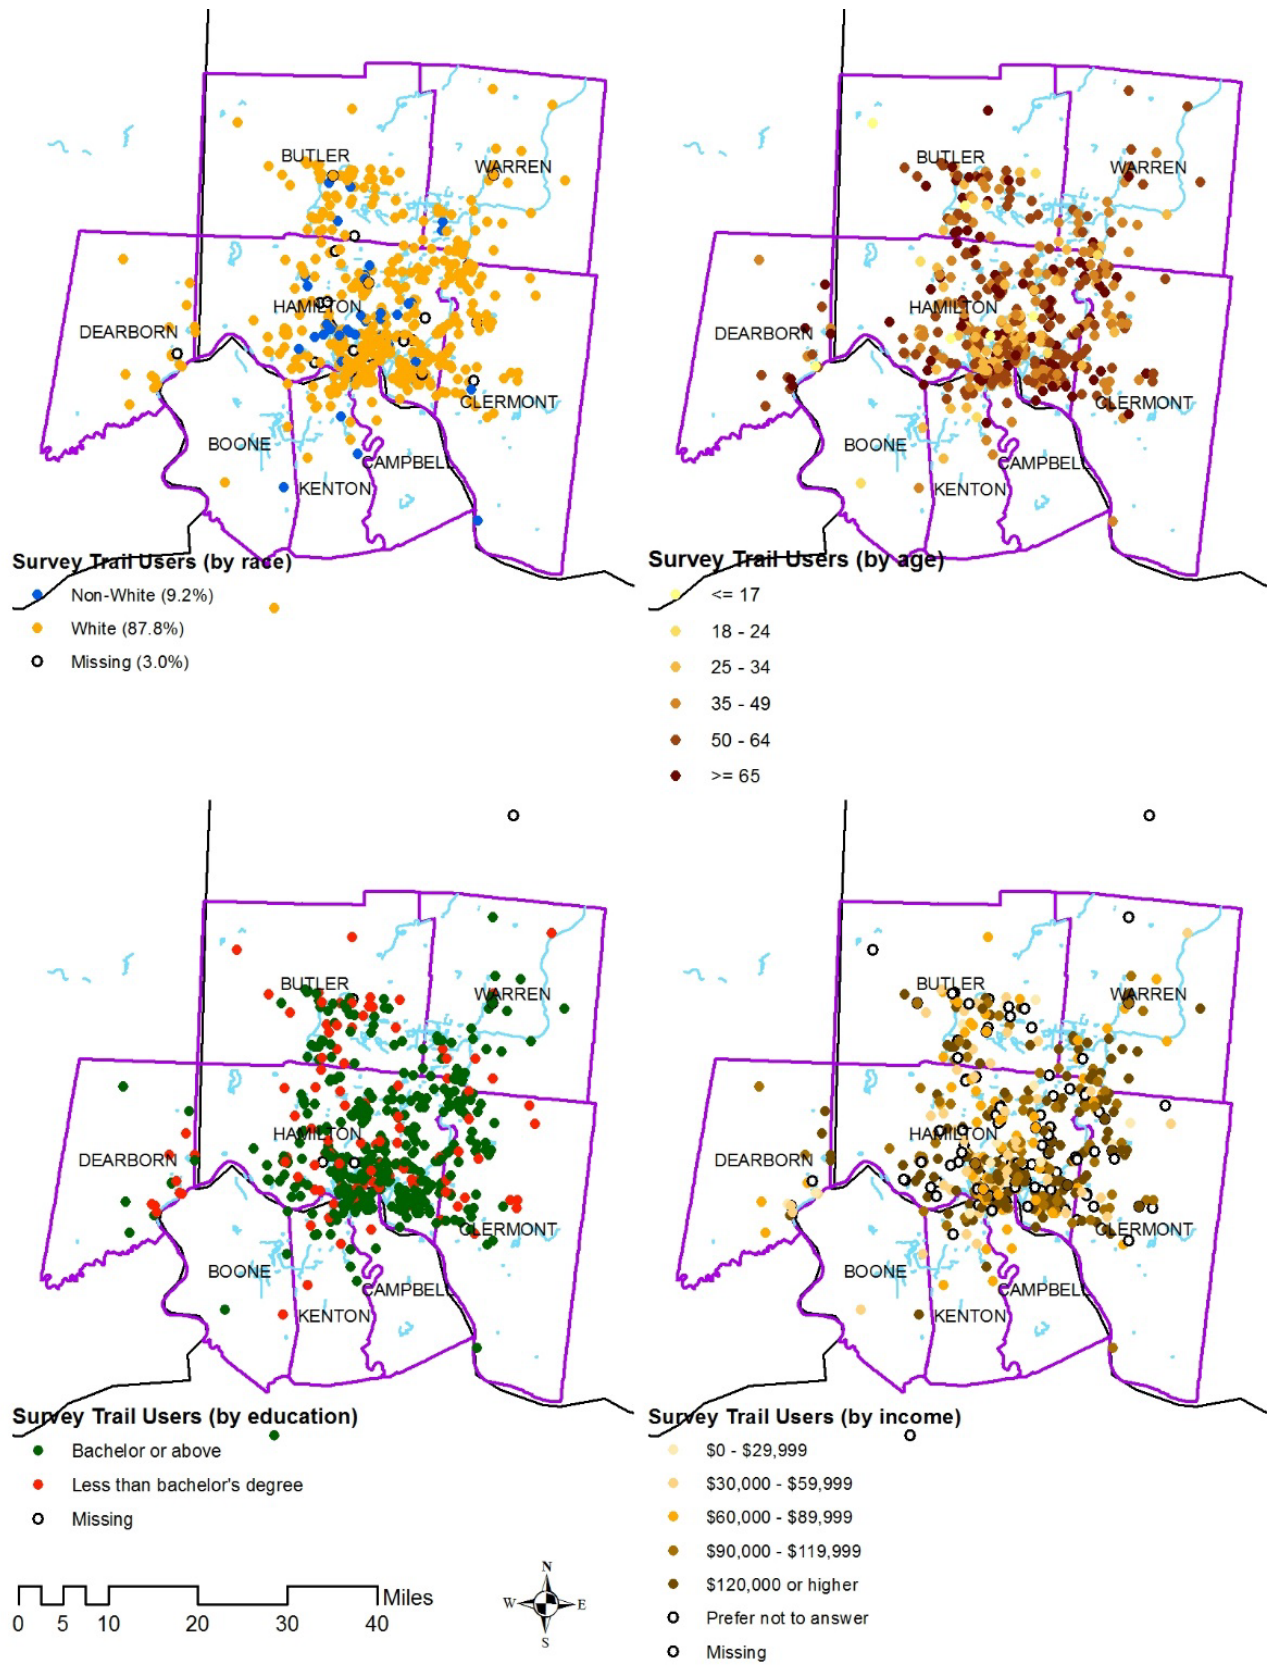 BUTLER
WARREN
HAMILTON
DEARBORN
CLERMONT
BOONE
CAMPBELL
KENTON
Survey Trail Users (by race)
Non-White (9.2%)
White (87.8%)
Missing (3.0%)
BUTLER
WARREN
HAMILTON
DEARBORN
CLERMONT
BOONE
CAMPBELL
KENTON
Survey Trail Users (by age)
<= 17
18 - 24
25 - 34
35 - 49
50 - 64
>= 65
BUTLER
WARREN
HAMILTON
DEARBORN
CLERMONT
BOONE
CAMPBELL
KENTON
Survey Trail Users (by education)
Bachelor or above
Less than bachelor's degree
Missing
Miles
0 5 10 20 30 40
N
W E
S
BUTLER
WARREN
HAMILTON
DEARBORN
CLERMONT
BOONE
CAMPBELL
KENTON
Survey Trail Users (by income)
$0 - $29,999
$30,000 - $59,999
$60,000 - $89,999
$90,000 - $119,999
$120,000 or higher
Prefer not to answer
Missing